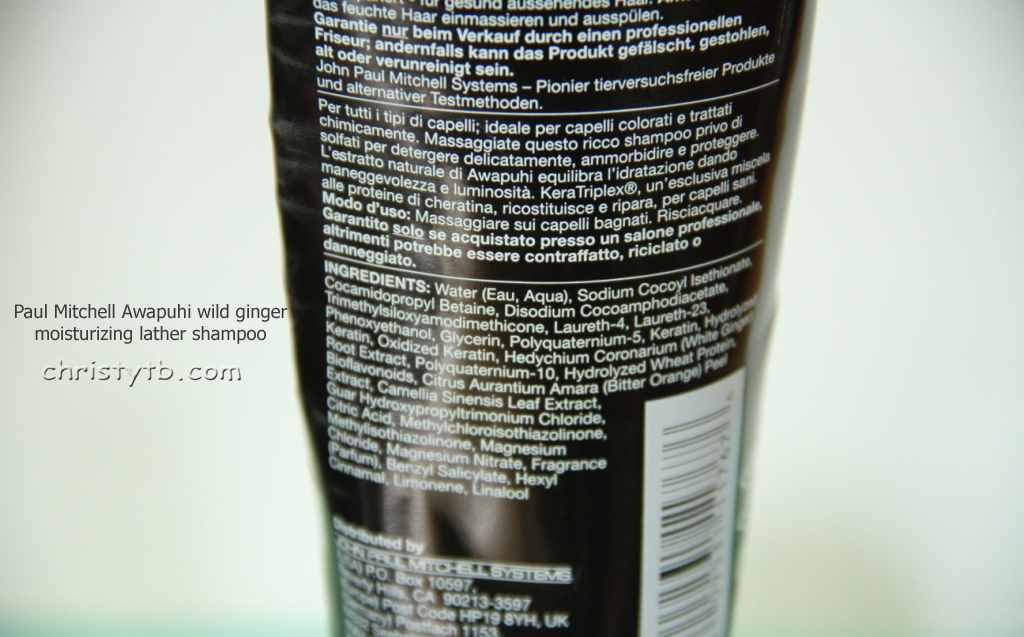 für gesund aussehendes Haar.
das feuchte Haar einmassieren und ausspülen.
Garantie nur beim Verkauf durch einen professionellen
Friseur; andernfalls kann das Produkt gefälscht, gestohlen,
alt oder verunreinigt sein.
John Paul Mitchell Systems – Pionier tierversuchsfreier Produkte
und alternativer Testmethoden.
Per tutti i tipi di capelli; ideale per capelli colorati e trattati
chimicamente. Massaggiate questo ricco shampoo privo di
solfati per detergere delicatamente, ammorbidire e proteggere.
L'estratto naturale di Awapuhi equilibra l'idratazione dando
maneggevolezza e luminosità. KeraTriplex®, un'esclusiva miscela
alle proteine di cheratina, ricostituisce e ripara, per capelli sani.
Modo d'uso: Massaggiare sui capelli bagnati. Risciacquare.
Garantito solo se acquistato presso un salone professionale,
altrimenti potrebbe essere contraffatto, riciclato o
danneggiato.
INGREDIENTS: Water (Eau, Aqua), Sodium Cocoyl Isethionate,
Cocamidopropyl Betaine, Disodium Cocoamphodiacetate,
Trimethylsiloxyamodimethicone, Laureth-4, Laureth-23,
Phenoxyethanol, Glycerin, Polyquaternium-5, Keratin, Hydrolyzed
Keratin, Oxidized Keratin, Hedychium Coronarium (White Ginger)
Root Extract, Polyquaternium-10, Hydrolyzed Wheat Protein,
Bioflavonoids, Citrus Aurantium Amara (Bitter Orange) Peel
Extract, Camellia Sinensis Leaf Extract,
Guar Hydroxypropyltrimonium Chloride,
Citric Acid, Methylchloroisothiazolinone,
Methylisothiazolinone, Magnesium
Chloride, Magnesium Nitrate, Fragrance
(Parfum), Benzyl Salicylate, Hexyl
Cinnamal, Limonene, Linalool
Distributed by
JOHN PAUL MITCHELL SYSTEMS
P.O. Box 10597,
Hills, CA 90213-3597
Post Code HP19 8YH, UK
Postfach 1153
Paul Mitchell Awapuhi wild ginger
moisturizing lather shampoo
christytb.com